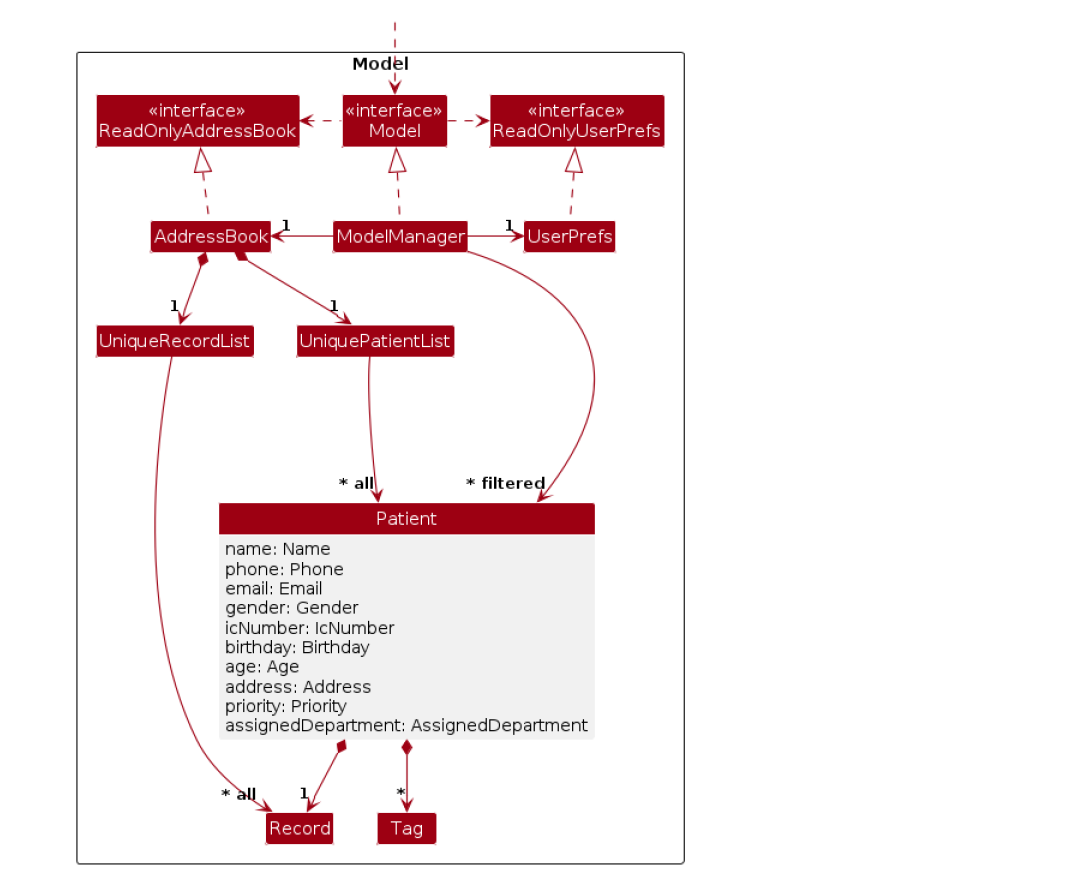 Model
«interface»
ReadOnlyAddressBook
«interface»
Model
«interface»
ReadOnlyUserPrefs
AddressBook
1
ModelManager
1
UserPrefs
1
1
UniqueRecordList
UniquePatientList
* all
* filtered
Patient
name: Name
phone: Phone
email: Email
gender: Gender
icNumber: IcNumber
birthday: Birthday
age: Age
address: Address
priority: Priority
assignedDepartment: AssignedDepartment
* all
1
*
Record
Tag